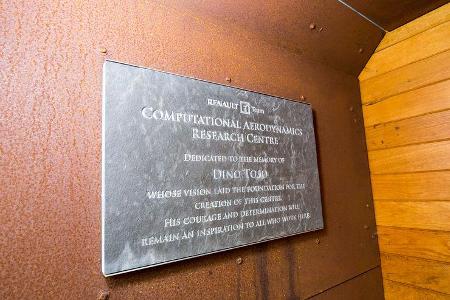 RENAULT F1 Team
COMPUTATIONAL AERODYNAMICS
RESEARCH CENTRE
DEDICATED TO THE MEMORY OF
DINO TOSO
WHOSE VISION LAID THE FOUNDATION FOR THE
CREATION OF THIS CENTRE.
HIS COURAGE AND DETERMINATION WILL
REMAIN AN INSPIRATION TO ALL WHO WORK HERE